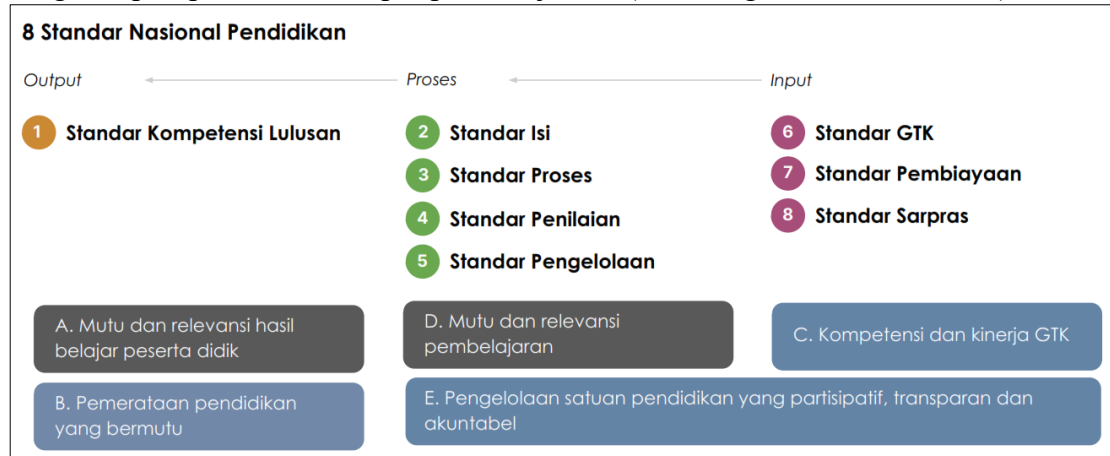 8 Standar Nasional Pendidikan
Output
Proses
Input
1 Standar Kompetensi Lulusan
2 Standar Isi
3 Standar Proses
4 Standar Penilaian
5 Standar Pengelolaan
6 Standar GTK
7 Standar Pembiayaan
8 Standar Sarpras
A. Mutu dan relevansi hasil
belajar peserta didik
D. Mutu dan relevansi
pembelajaran
C. Kompetensi dan kinerja GTK
B. Pemerataan pendidikan
yang bermutu
E. Pengelolaan satuan pendidikan yang partisipatif, transparan dan
akuntabel